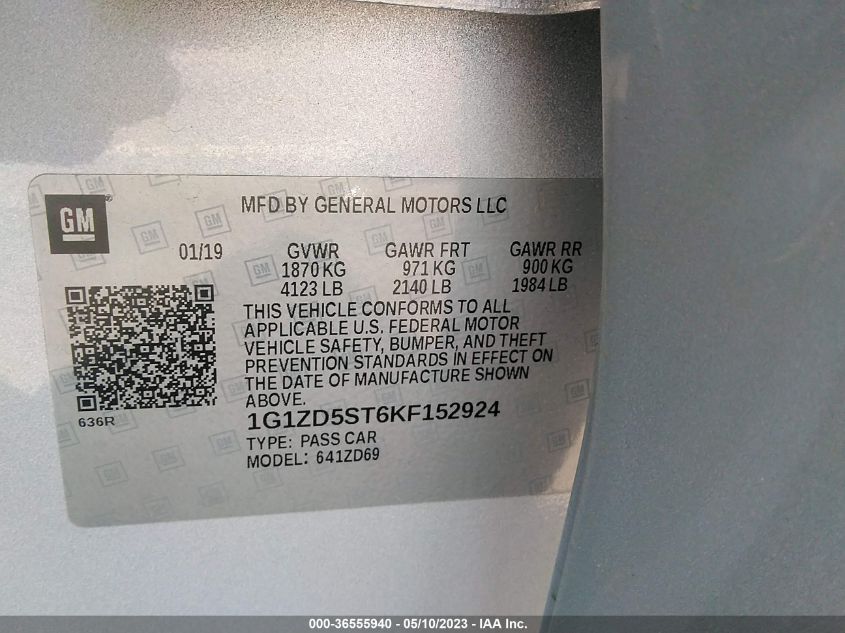 GM®
MFD BY GENERAL MOTORS LLC
01/19 GVWR GAWR FRT GAWR RR
1870 KG 971 KG 900 KG
4123 LB 2140 LB 1984 LB
THIS VEHICLE CONFORMS TO ALL
APPLICABLE U.S. FEDERAL MOTOR
VEHICLE SAFETY, BUMPER, AND THEFT
PREVENTION STANDARDS IN EFFECT ON
THE DATE OF MANUFACTURE SHOWN
ABOVE.
636R
1G1ZD5ST6KF152924
TYPE: PASS CAR
MODEL: 641ZD69
000-36555940 - 05/10/2023 - IAA Inc.